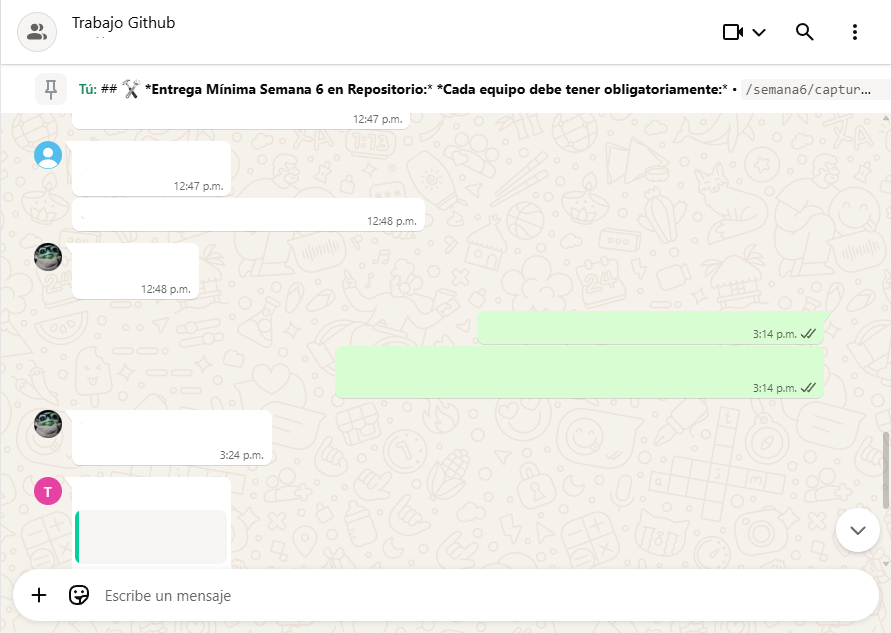 Trabajo Github
Tú: ## 🛠️ *Entrega Mínima Semana 6 en Repositorio:* *Cada equipo debe tener obligatoriamente:* • /semana6/captur...
12:47 p.m.
12:47 p.m.
12:48 p.m.
12:48 p.m.
3:14 p.m.
3:14 p.m.
3:24 p.m.
T
Escribe un mensaje